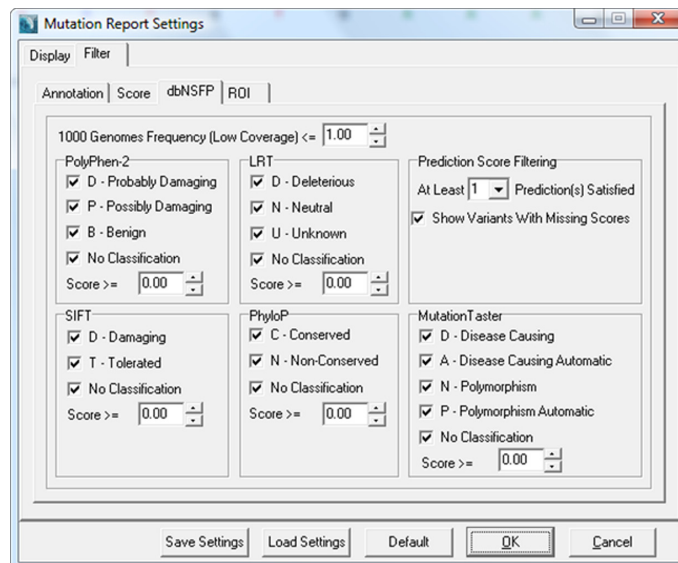 Mutation Report Settings
Display Filter
Annotation Score dbNSFP ROI
1000 Genomes Frequency (Low Coverage) <= 1.00
PolyPhen-2
D - Probably Damaging
P - Possibly Damaging
B - Benign
No Classification
Score >= 0.00
LRT
D - Deleterious
N - Neutral
U - Unknown
No Classification
Score >= 0.00
Prediction Score Filtering
At Least 1 Prediction(s) Satisfied
Show Variants With Missing Scores
SIFT
D - Damaging
T - Tolerated
No Classification
Score >= 0.00
PhyloP
C - Conserved
N - Non-Conserved
No Classification
Score >= 0.00
MutationTaster
D - Disease Causing
A - Disease Causing Automatic
N - Polymorphism
P - Polymorphism Automatic
No Classification
Score >= 0.00
Save Settings Load Settings Default OK Cancel